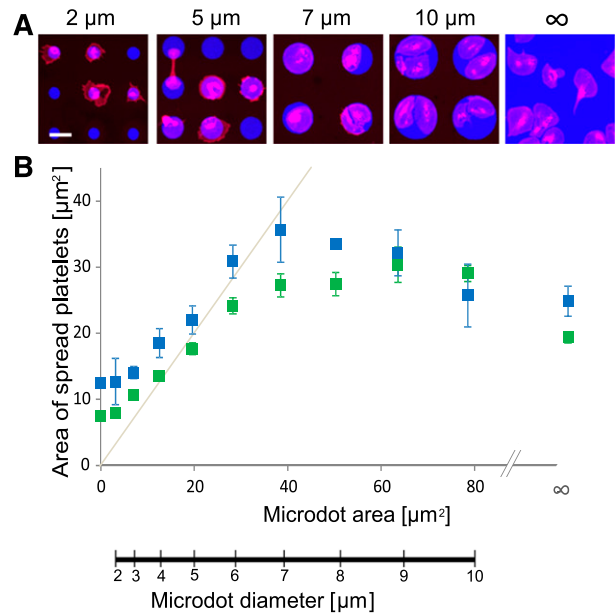 A
2 µm 5 µm 7 µm 10 µm ∞
B
Area of spread platelets [µm²]
40
30
20
10
0
0 20 40 60 80 ∞
Microdot area [µm²]
2 3 4 5 6 7 8 9 10
Microdot diameter [µm]